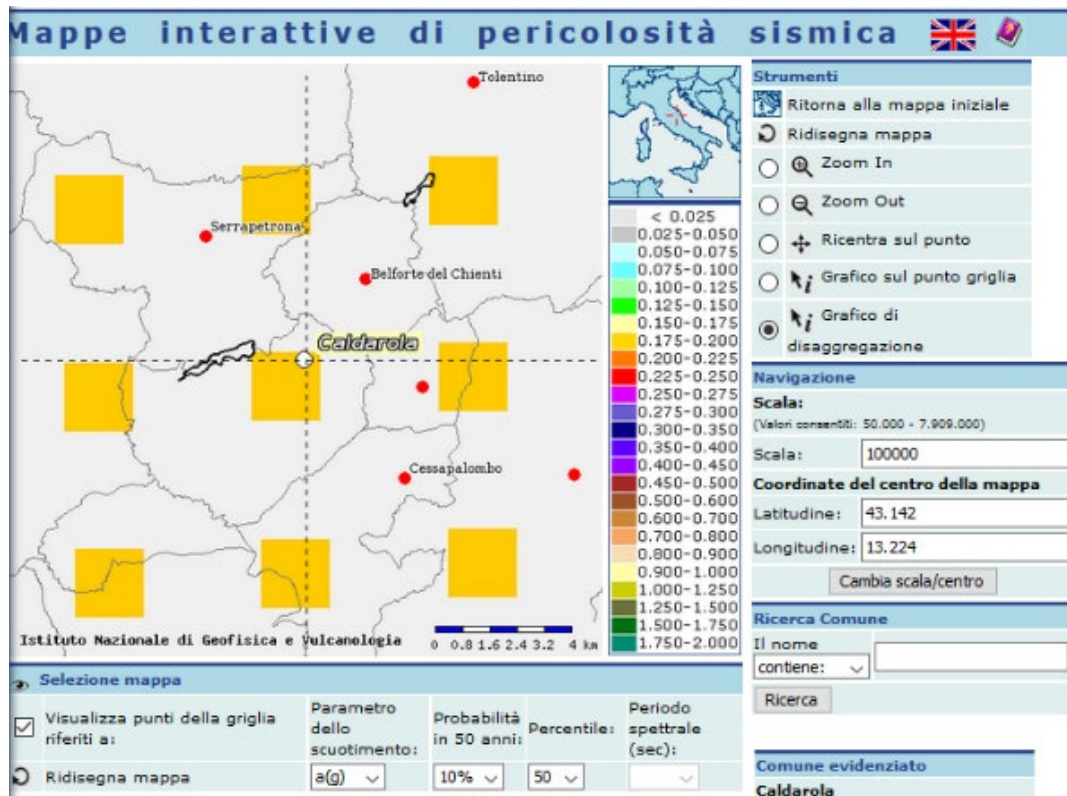 Mappe interattive di pericolosità sismica
Tolentino
Serrapetrona
Belforte del Chienti
Caldarola
Cessapalombo
Istituto Nazionale di Geofisica e Vulcanologia
0 0.8 1.6 2.4 3.2 4 km
< 0.025
0.025-0.050
0.050-0.075
0.075-0.100
0.100-0.125
0.125-0.150
0.150-0.175
0.175-0.200
0.200-0.225
0.225-0.250
0.250-0.275
0.275-0.300
0.300-0.350
0.350-0.400
0.400-0.450
0.450-0.500
0.500-0.600
0.600-0.700
0.700-0.800
0.800-0.900
0.900-1.000
1.000-1.250
1.250-1.500
1.500-1.750
1.750-2.000
Strumenti
Ritorna alla mappa iniziale
Ridisegna mappa
Zoom In
Zoom Out
Ricentra sul punto
Grafico sul punto griglia
Grafico di
disaggregazione
Navigazione
Scala:
(Valori consentiti: 50.000 - 7.909.000)
Scala: 100000
Coordinate del centro della mappa
Latitudine: 43.142
Longitudine: 13.224
Cambia scala/centro
Ricerca Comune
Il nome
contiene:
Ricerca
Comune evidenziato
Caldarola
Selezione mappa
Visualizza punti della griglia
riferiti a:
Parametro
dello
scuotimento:
Probabilità
in 50 anni:
Percentile:
Periodo
spettrale
(sec):
Ridisegna mappa
a(g) 10% 50